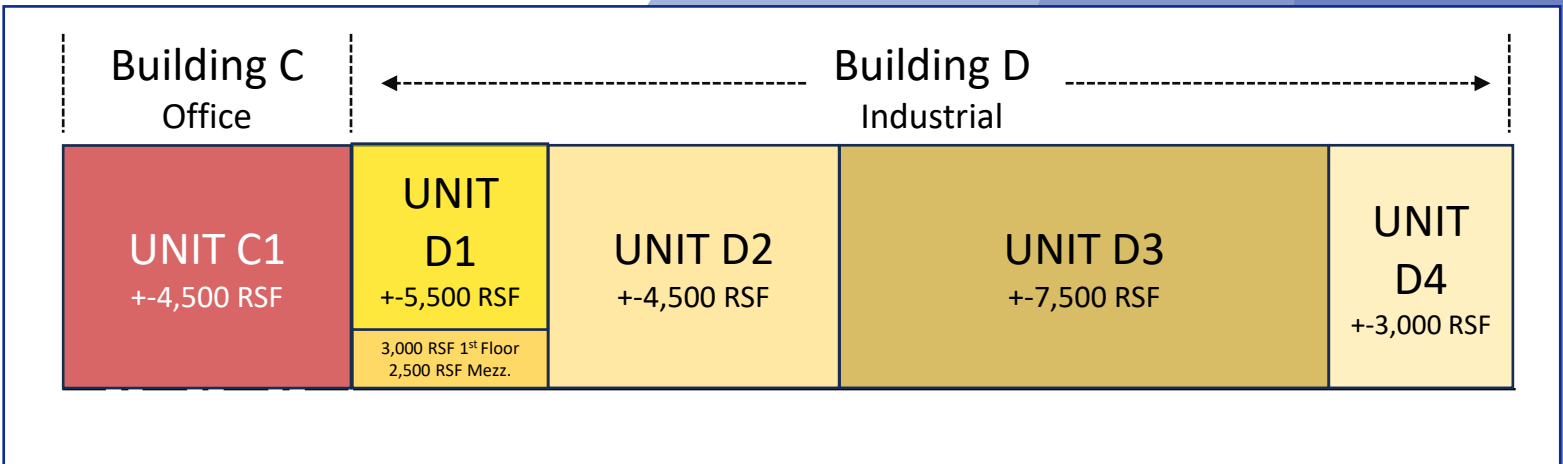 Building C
Office
Building D
Industrial
UNIT C1
+-4,500 RSF
UNIT
D1
+-5,500 RSF
3,000 RSF 1st Floor
2,500 RSF Mezz.
UNIT D2
+-4,500 RSF
UNIT D3
+-7,500 RSF
UNIT
D4
+-3,000 RSF